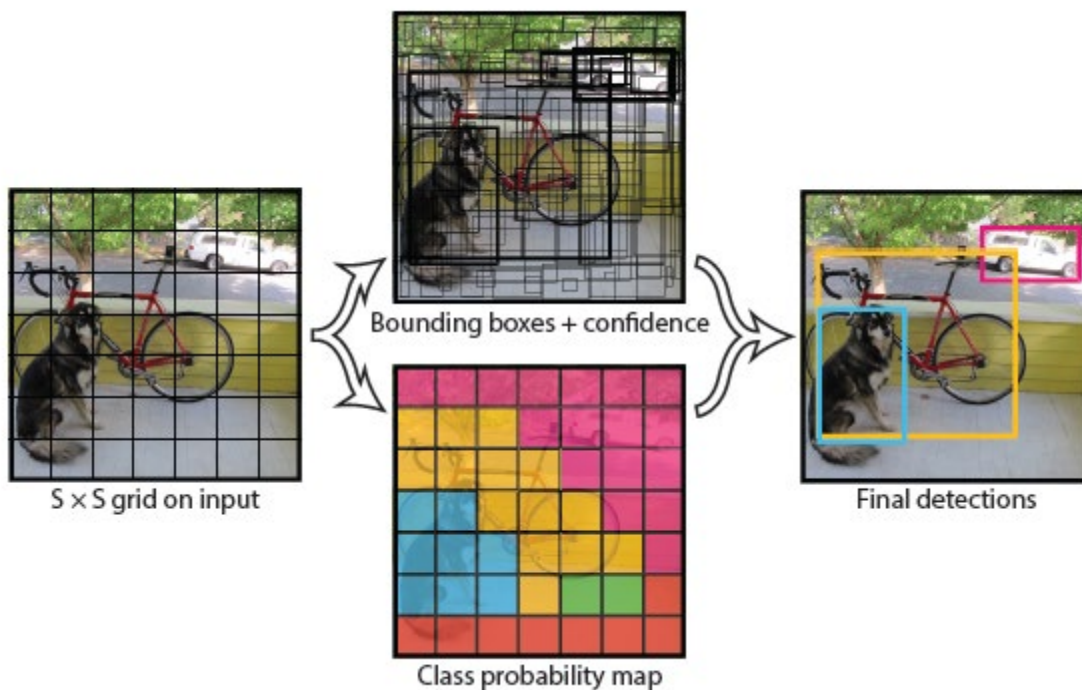 S × S grid on input
Bounding boxes + confidence
Class probability map
Final detections